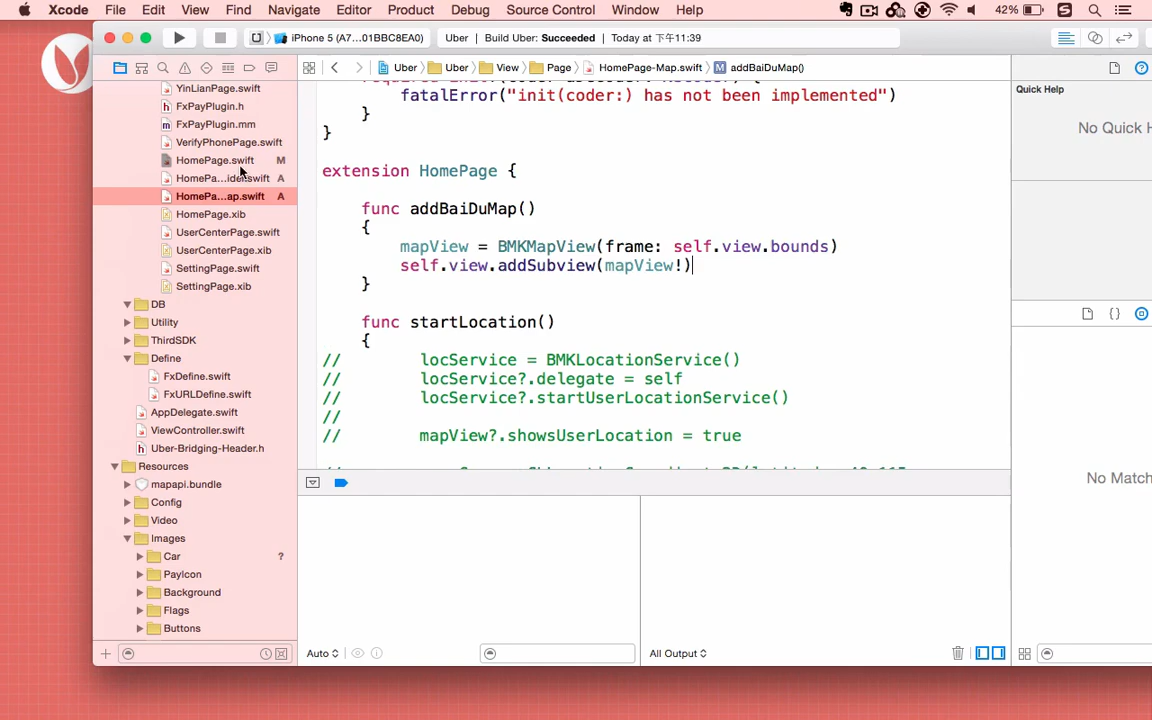 Xcode File Edit View Find Navigate Editor Product Debug Source Control Window Help 42%
iPhone 5 (A7...01BBC8EA0) Uber Build Uber: Succeeded Today at 下午11:39
Uber Uber View Page HomePage-Map.swift M addBaiDuMap()
YinLianPage.swift
FxPayPlugin.h
FxPayPlugin.mm
VerifyPhonePage.swift
HomePage.swift M
HomePa...ider.swift A
HomePa...ap.swift A
HomePage.xib
UserCenterPage.swift
UserCenterPage.xib
SettingPage.swift
SettingPage.xib
DB
Utility
ThirdSDK
Define
FxDefine.swift
FxURLDefine.swift
AppDelegate.swift
ViewController.swift
Uber-Bridging-Header.h
Resources
mapapi.bundle
Config
Video
Images
Car ?
PayIcon
Background
Flags
Buttons
fatalError("init(coder:) has not been implemented")
}
}
extension HomePage {
func addBaiDuMap()
{
mapView = BMKMapView(frame: self.view.bounds)
self.view.addSubview(mapView!)
}
func startLocation()
{
// locService = BMKLocationService()
// locService?.delegate = self
// locService?.startUserLocationService()
//
// mapView?.showsUserLocation = true
Auto
All Output
Quick Help
No Quick H
No Match